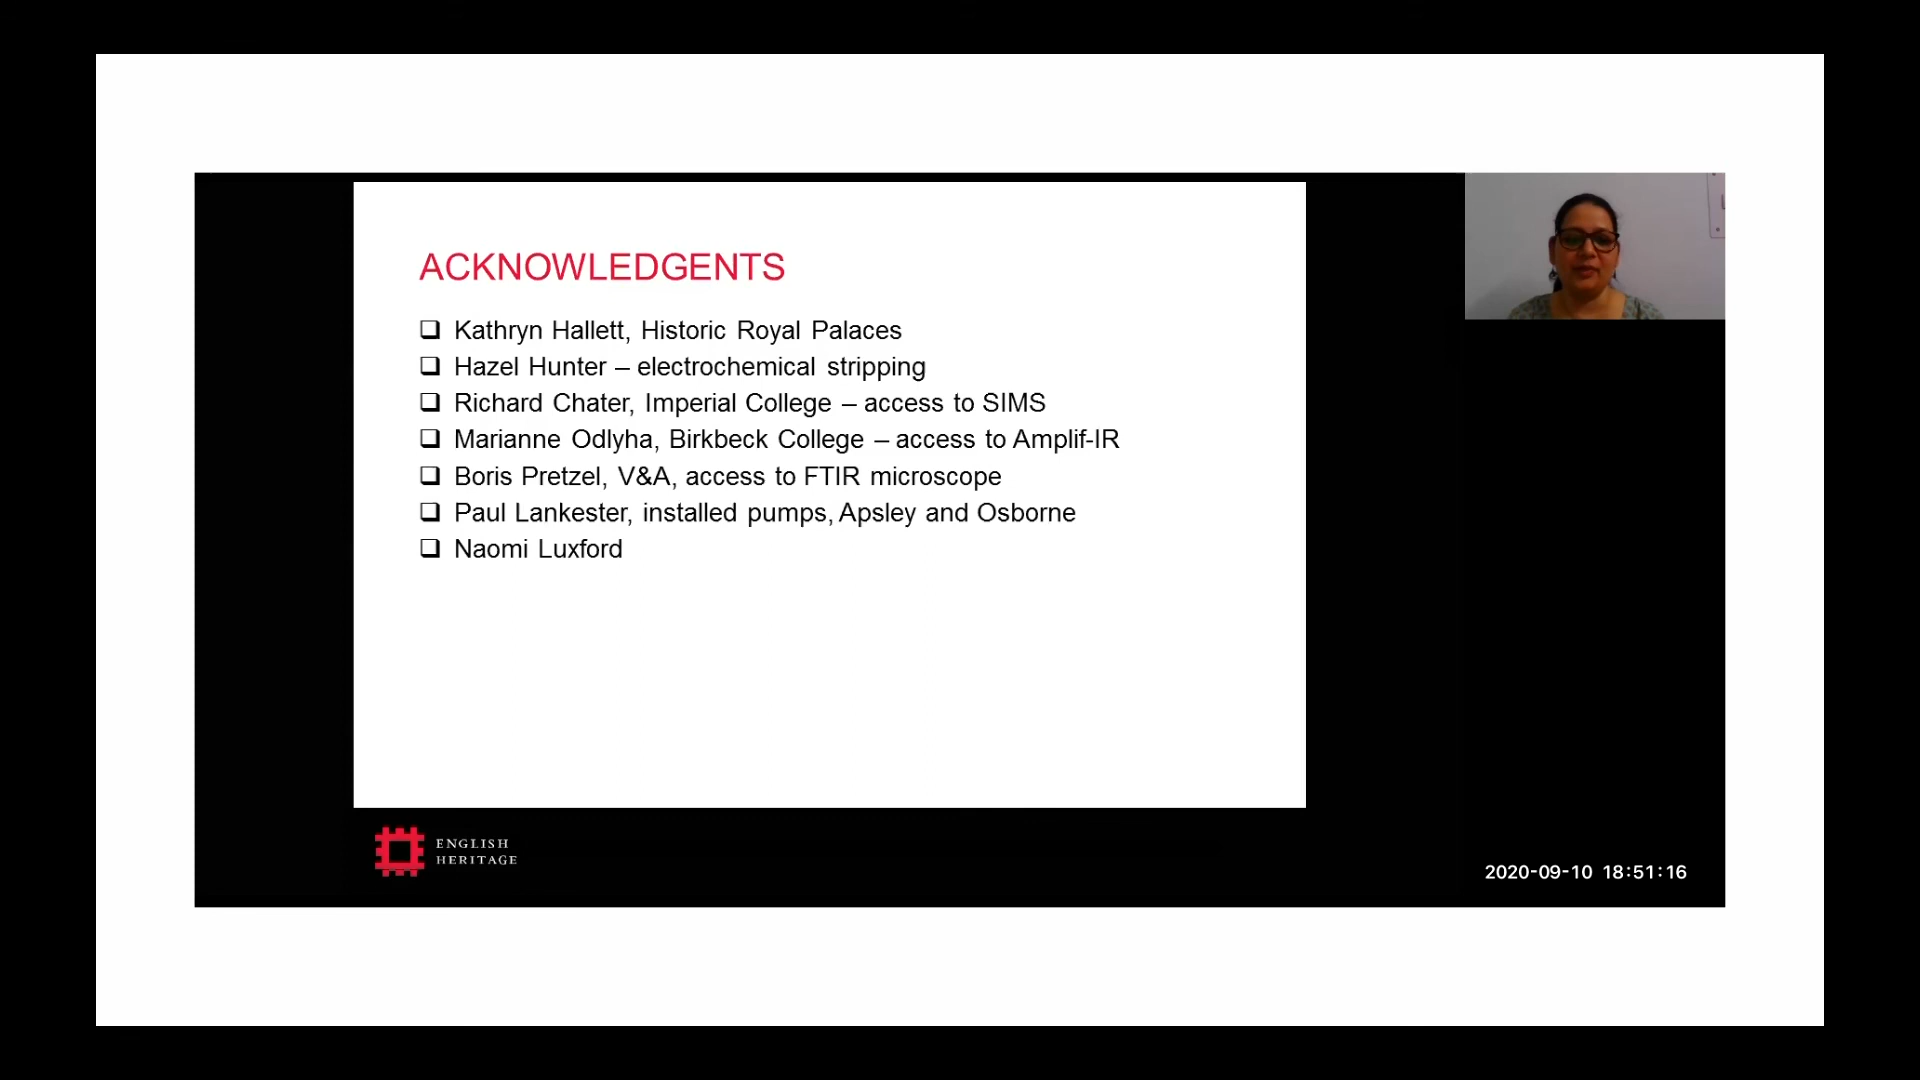 ACKNOWLEDGENTS
Kathryn Hallett, Historic Royal Palaces
Hazel Hunter – electrochemical stripping
Richard Chater, Imperial College – access to SIMS
Marianne Odlyha, Birkbeck College – access to Amplif-IR
Boris Pretzel, V&A, access to FTIR microscope
Paul Lankester, installed pumps, Apsley and Osborne
Naomi Luxford
ENGLISH
HERITAGE
2020-09-10 18:51:16